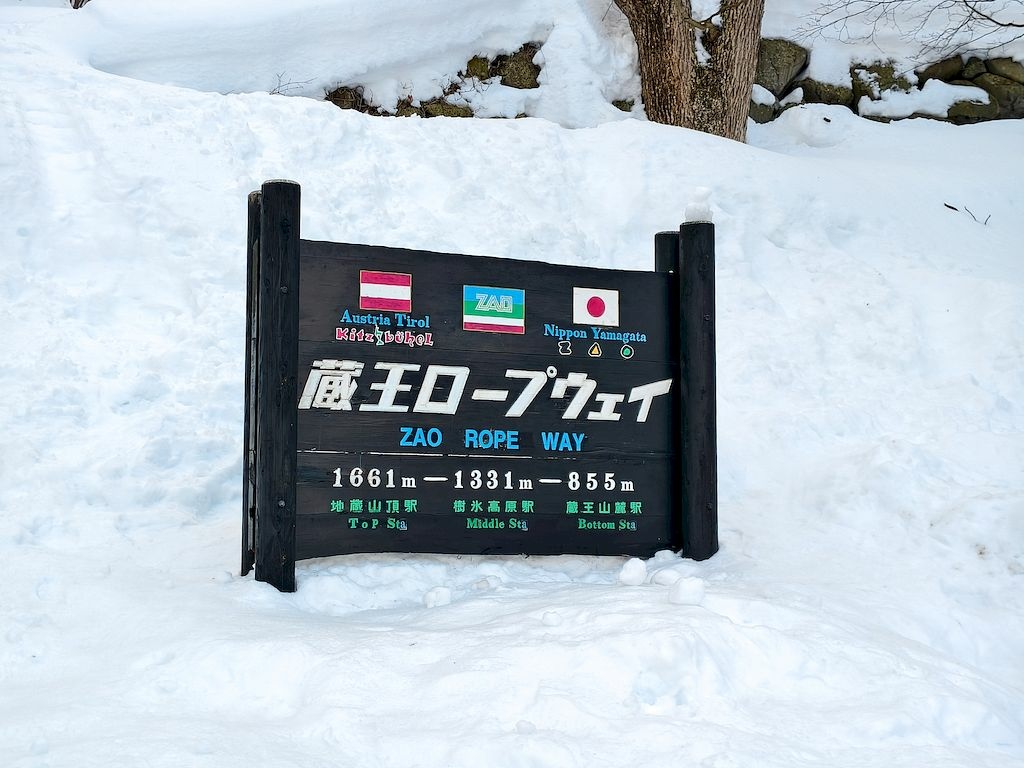 ZAO
Austria Tirol
Kitzbühel
Nippon Yamagata
蔵王ロープウェイ
ZAO ROPE WAY
1661m — 1331m — 855m
地蔵山頂駅 樹氷高原駅 蔵王山麓駅
Top Sta Middle Sta Bottom Sta